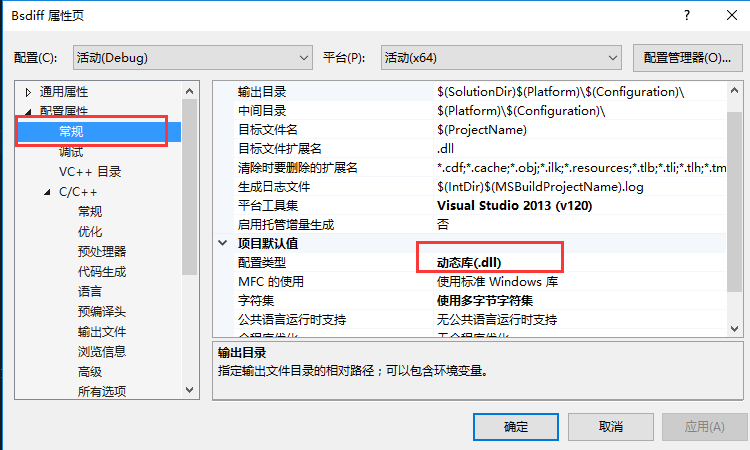 Bsdiff 属性页
? ×
配置(C): 活动(Debug) 平台(P): 活动(x64) 配置管理器(O)...
通用属性
配置属性
常规
调试
VC++ 目录
C/C++
常规
优化
预处理器
代码生成
语言
预编译头
输出文件
浏览信息
高级
所有选项
输出目录 $(SolutionDir)$(Platform)\$(Configuration)\
中间目录 $(Platform)\$(Configuration)\
目标文件名 $(ProjectName)
目标文件扩展名 .dll
清除时要删除的扩展名 *.cdf;*.cache;*.obj;*.ilk;*.resources;*.tlb;*.tli;*.tlh;*.tm
生成日志文件 $(IntDir)$(MSBuildProjectName).log
平台工具集 Visual Studio 2013 (v120)
启用托管增量生成 否
项目默认值
配置类型 动态库(.dll)
MFC 的使用 使用标准 Windows 库
字符集 使用多字节字符集
公共语言运行时支持 无公共语言运行时支持
全程序优化 无全程序优化
输出目录
指定输出文件目录的相对路径；可以包含环境变量。
确定 取消 应用(A)